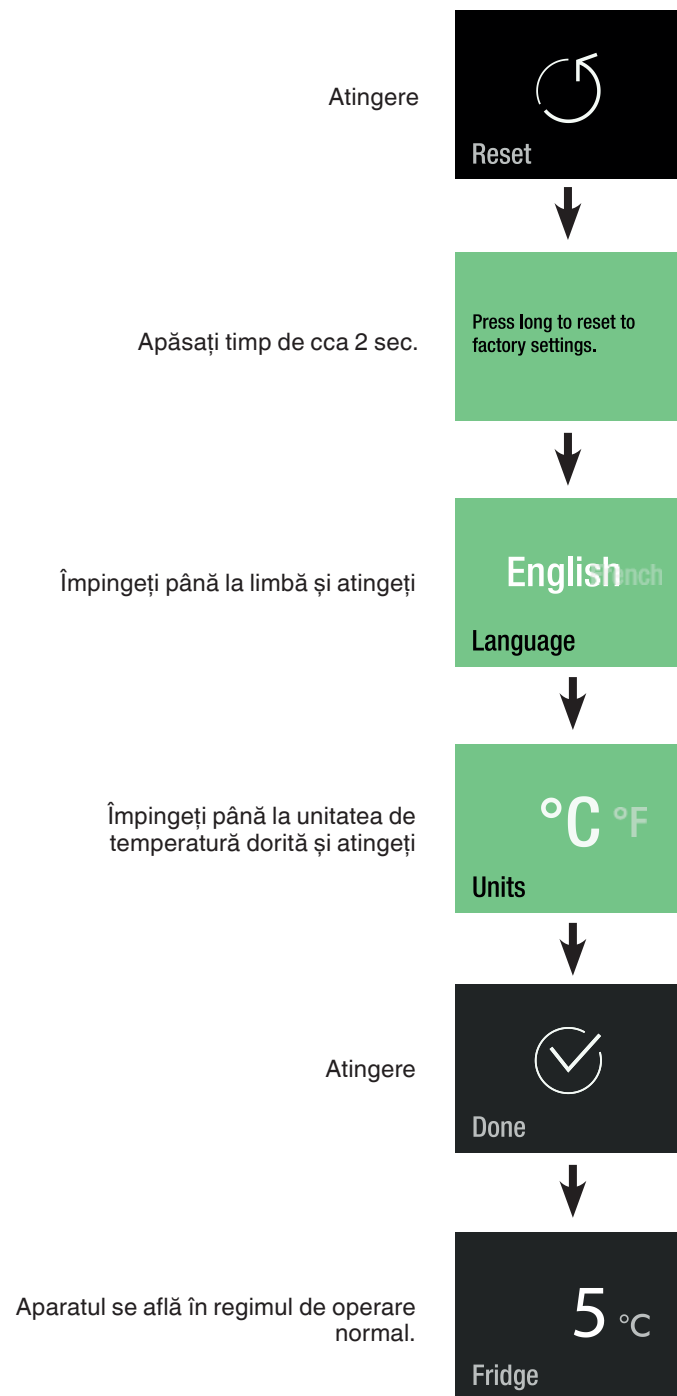 Atingere
Reset
Apăsați timp de cca 2 sec.
Press long to reset to
factory settings.
Împingeți până la limbă și atingeți
English French
Language
Împingeți până la unitatea de
temperatură dorită și atingeți
°C °F
Units
Atingere
Done
Aparatul se află în regimul de operare
normal.
5 °C
Fridge